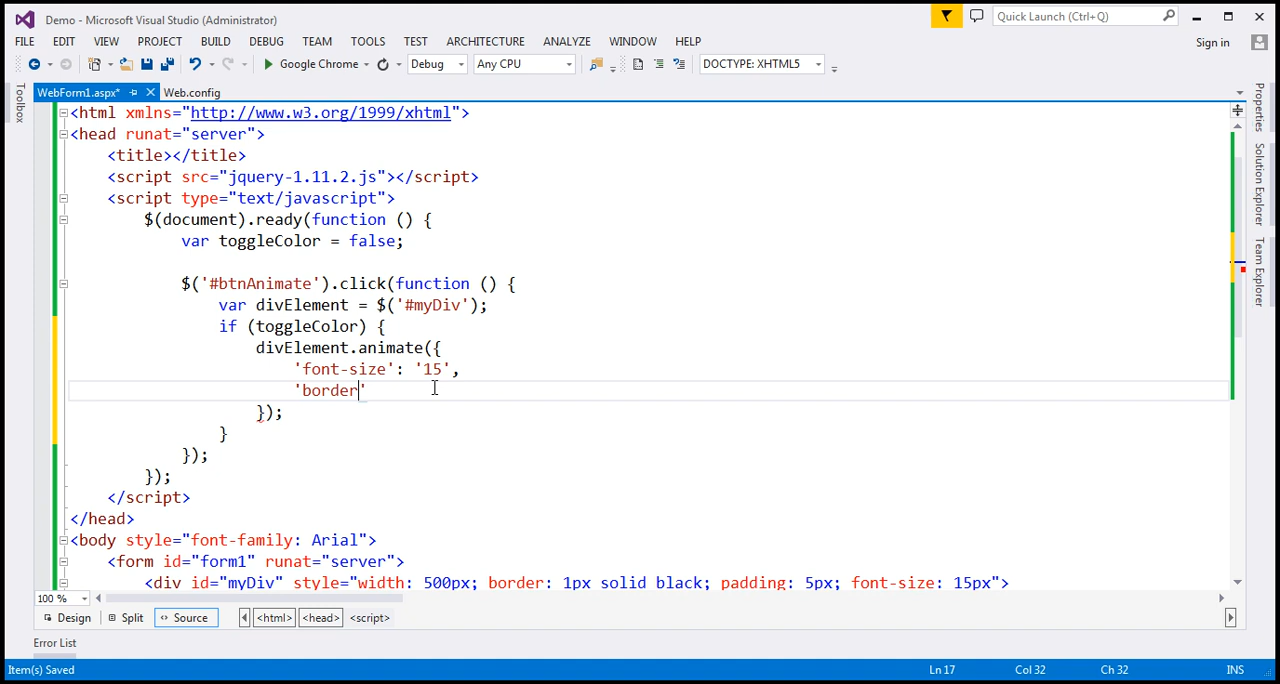 Demo - Microsoft Visual Studio (Administrator)
Quick Launch (Ctrl+Q)
FILE EDIT VIEW PROJECT BUILD DEBUG TEAM TOOLS TEST ARCHITECTURE ANALYZE WINDOW HELP
Sign in
Google Chrome Debug Any CPU DOCTYPE: XHTML5
WebForm1.aspx* Web.config
Toolbox
Properties
Solution Explorer
Team Explorer
<html xmlns="http://www.w3.org/1999/xhtml">
<head runat="server">
<title></title>
<script src="jquery-1.11.2.js"></script>
<script type="text/javascript">
$(document).ready(function () {
var toggleColor = false;
$('#btnAnimate').click(function () {
var divElement = $('#myDiv');
if (toggleColor) {
divElement.animate({
'font-size': '15',
'border'
});
}
});
});
</script>
</head>
<body style="font-family: Arial">
<form id="form1" runat="server">
<div id="myDiv" style="width: 500px; border: 1px solid black; padding: 5px; font-size: 15px">
100 %
Design Split Source <html> <head> <script>
Error List
Item(s) Saved Ln 17 Col 32 Ch 32 INS